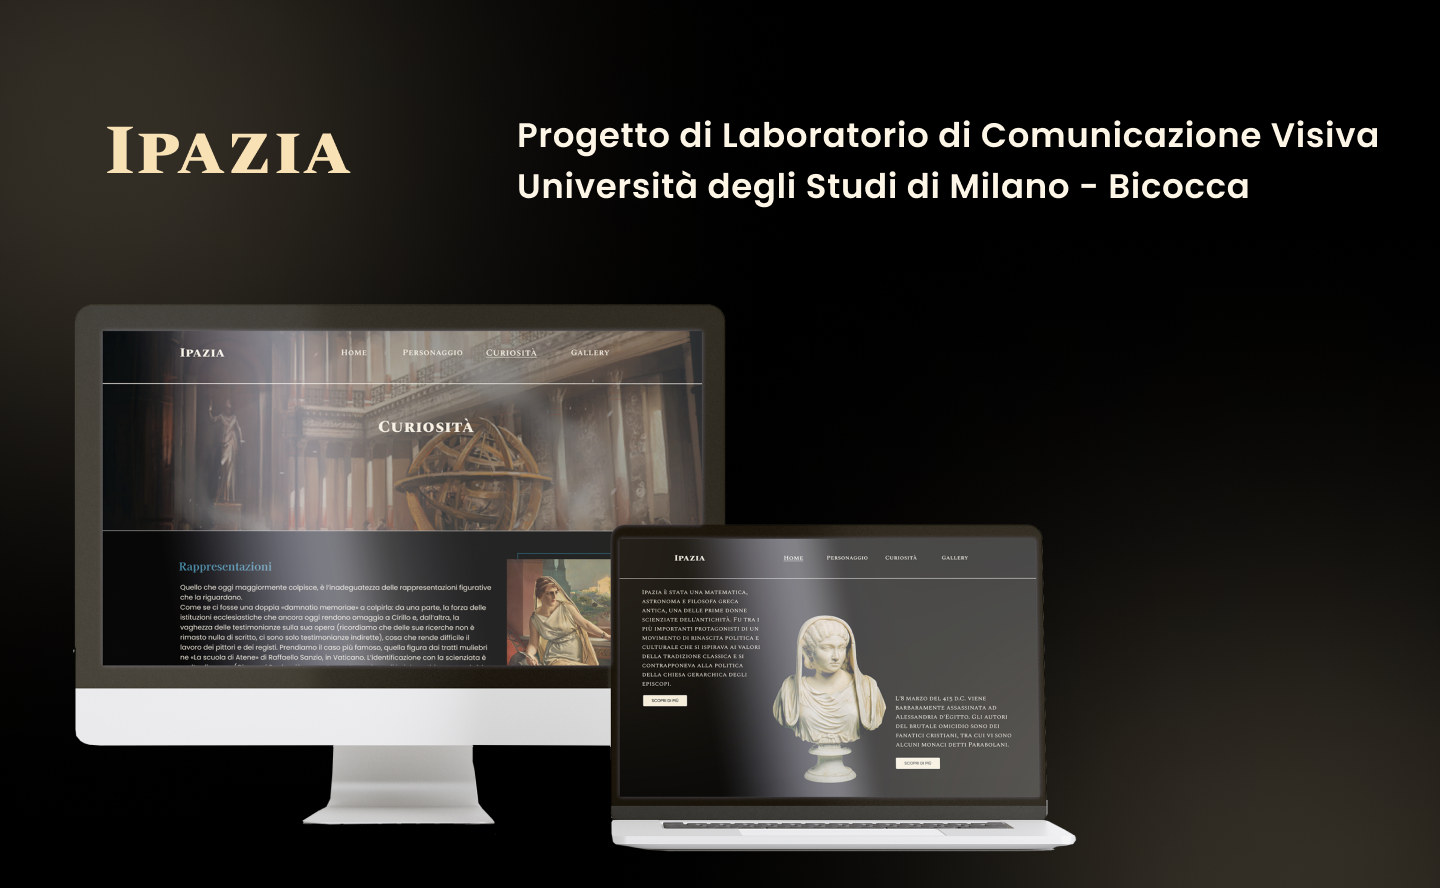 IPAZIA
Progetto di Laboratorio di Comunicazione Visiva
Università degli Studi di Milano - Bicocca
IPAZIA
HOME
PERSONAGGIO
CURIOSITÀ
GALLERY
CURIOSITÀ
Rappresentazioni
Quello che oggi maggiormente colpisce, è l'inadeguatezza delle rappresentazioni figurative
che la riguardano.
Come se ci fosse una doppia «damnatio memoriae» a colpirla: da una parte, la forza delle
istituzioni ecclesiastiche che ancora oggi rendono omaggio a Cirillo e, dall'altra, la
vaghezza delle testimonianze sulla sua opera (ricordiamo che delle sue ricerche non è
rimasto nulla di scritto, ci sono solo testimonianze indirette), cosa che rende difficile il
lavoro dei pittori e dei registi. Prendiamo il caso più famoso, quella figura dai tratti muliebri
ne «La scuola di Atene» di Raffaello Sanzio, in Vaticano. L'identificazione con la scienziata è
IPAZIA
HOME
PERSONAGGIO
CURIOSITÀ
GALLERY
IPAZIA È STATA UNA MATEMATICA,
ASTRONOMA E FILOSOFA GRECA
ANTICA, UNA DELLE PRIME DONNE
SCIENZIATE DELL'ANTICHITÀ. FU TRA I
PIÙ IMPORTANTI PROTAGONISTI DI UN
MOVIMENTO DI RINASCITA POLITICA E
CULTURALE CHE SI ISPIRAVA AI VALORI
DELLA TRADIZIONE CLASSICA E SI
CONTRAPPONEVA ALLA POLITICA
DELLA CHIESA GERARCHICA DEGLI
EPISCOPI.
SCOPRI DI PIÙ
L'8 MARZO DEL 415 D.C. VIENE
BARBARAMENTE ASSASSINATA AD
ALESSANDRIA D'EGITTO. GLI AUTORI
DEL BRUTALE OMICIDIO SONO DEI
FANATICI CRISTIANI, TRA CUI VI SONO
ALCUNI MONACI DETTI PARABOLANI.
SCOPRI DI PIÙ